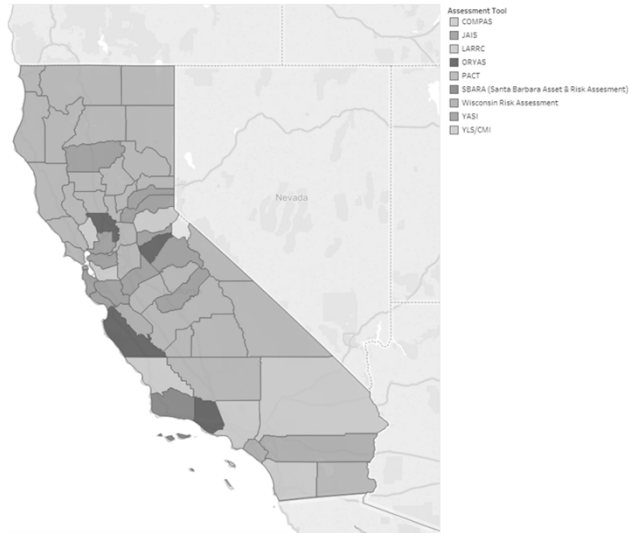 Assessment Tool
COMPAS
JAIS
LARRC
ORYAS
PACT
SBARA (Santa Barbara Asset & Risk Assesment)
Wisconsin Risk Assessment
YASI
YLS/CMI
Nevada